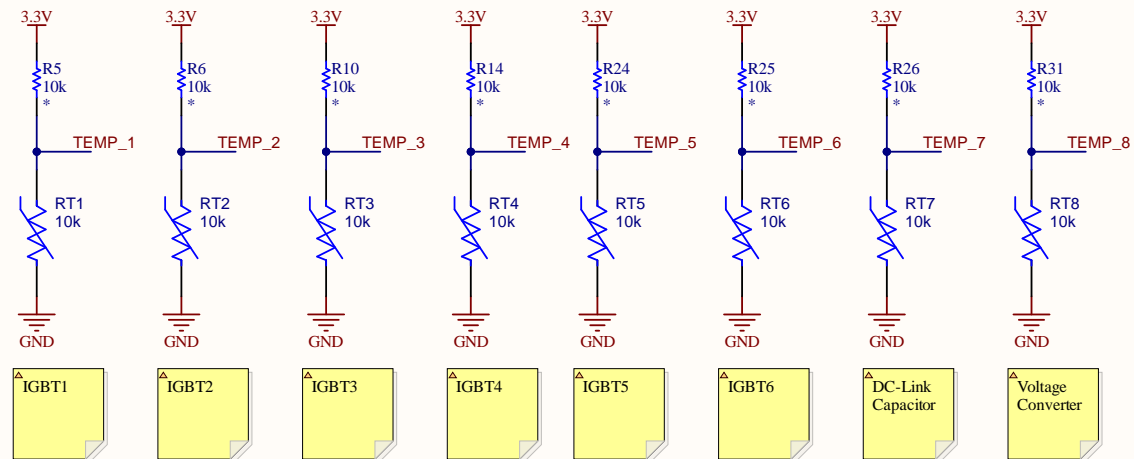 3.3V 3.3V 3.3V 3.3V 3.3V 3.3V 3.3V 3.3V
R5 R6 R10 R14 R24 R25 R26 R31
10k 10k 10k 10k 10k 10k 10k 10k
* * * * * * * *
TEMP_1 TEMP_2 TEMP_3 TEMP_4 TEMP_5 TEMP_6 TEMP_7 TEMP_8
RT1 RT2 RT3 RT4 RT5 RT6 RT7 RT8
10k 10k 10k 10k 10k 10k 10k 10k
GND GND GND GND GND GND GND GND
IGBT1 IGBT2 IGBT3 IGBT4 IGBT5 IGBT6 DC-Link Voltage
Capacitor Converter